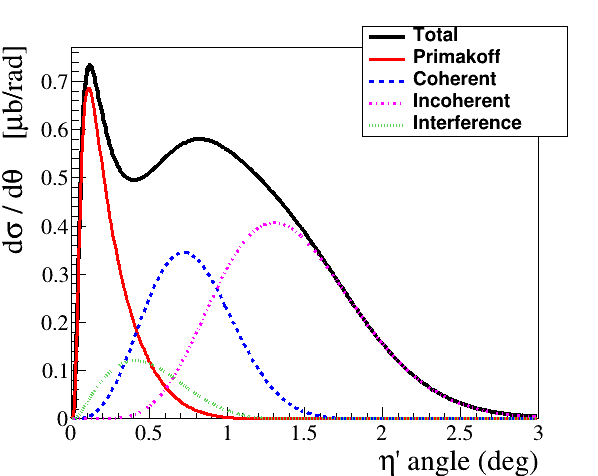 Total
Primakoff
Coherent
Incoherent
Interference
dσ / dθ [μb/rad]
0.7
0.6
0.5
0.4
0.3
0.2
0.1
0
0 0.5 1 1.5 2 2.5 3
η' angle (deg)